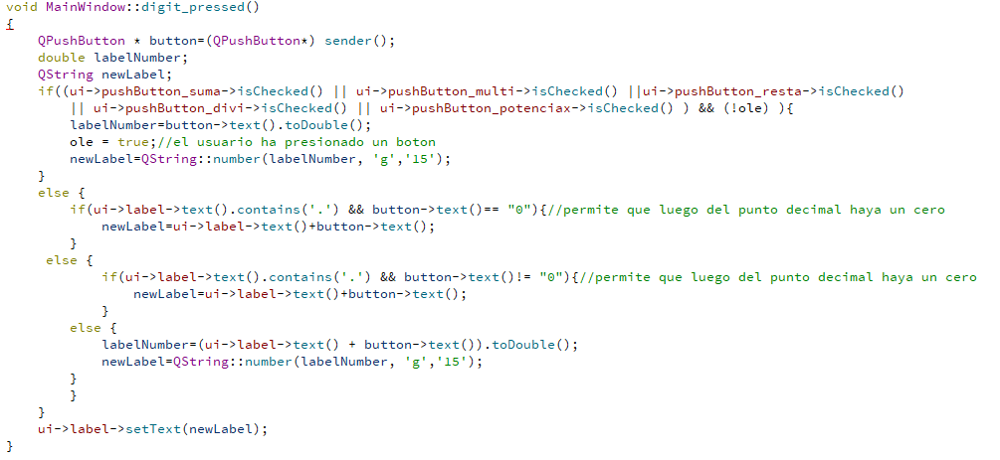 void MainWindow::digit_pressed()
{
    QPushButton * button=(QPushButton*) sender();
    double labelNumber;
    QString newLabel;
    if((ui->pushButton_suma->isChecked() || ui->pushButton_multi->isChecked() ||ui->pushButton_resta->isChecked()
        || ui->pushButton_divi->isChecked() || ui->pushButton_potenciax->isChecked() ) && (!ole) ){
        labelNumber=button->text().toDouble();
        ole = true;//el usuario ha presionado un boton
        newLabel=QString::number(labelNumber, 'g','15');
    }
    else {
        if(ui->label->text().contains('.') && button->text()== "0"){//permite que luego del punto decimal haya un cero
            newLabel=ui->label->text()+button->text();
        }
     else {
            if(ui->label->text().contains('.') && button->text()!= "0"){//permite que luego del punto decimal haya un cero
                newLabel=ui->label->text()+button->text();
            }
        else {
            labelNumber=(ui->label->text() + button->text()).toDouble();
            newLabel=QString::number(labelNumber, 'g','15');
        }
        }
    }
    ui->label->setText(newLabel);
}